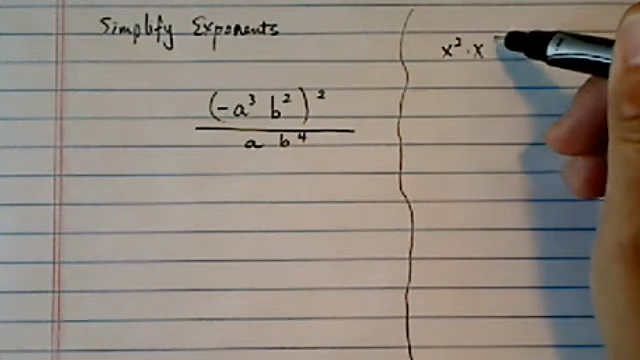 Simplify Exponents
x² · x
(-a³ b²)²
a b⁴